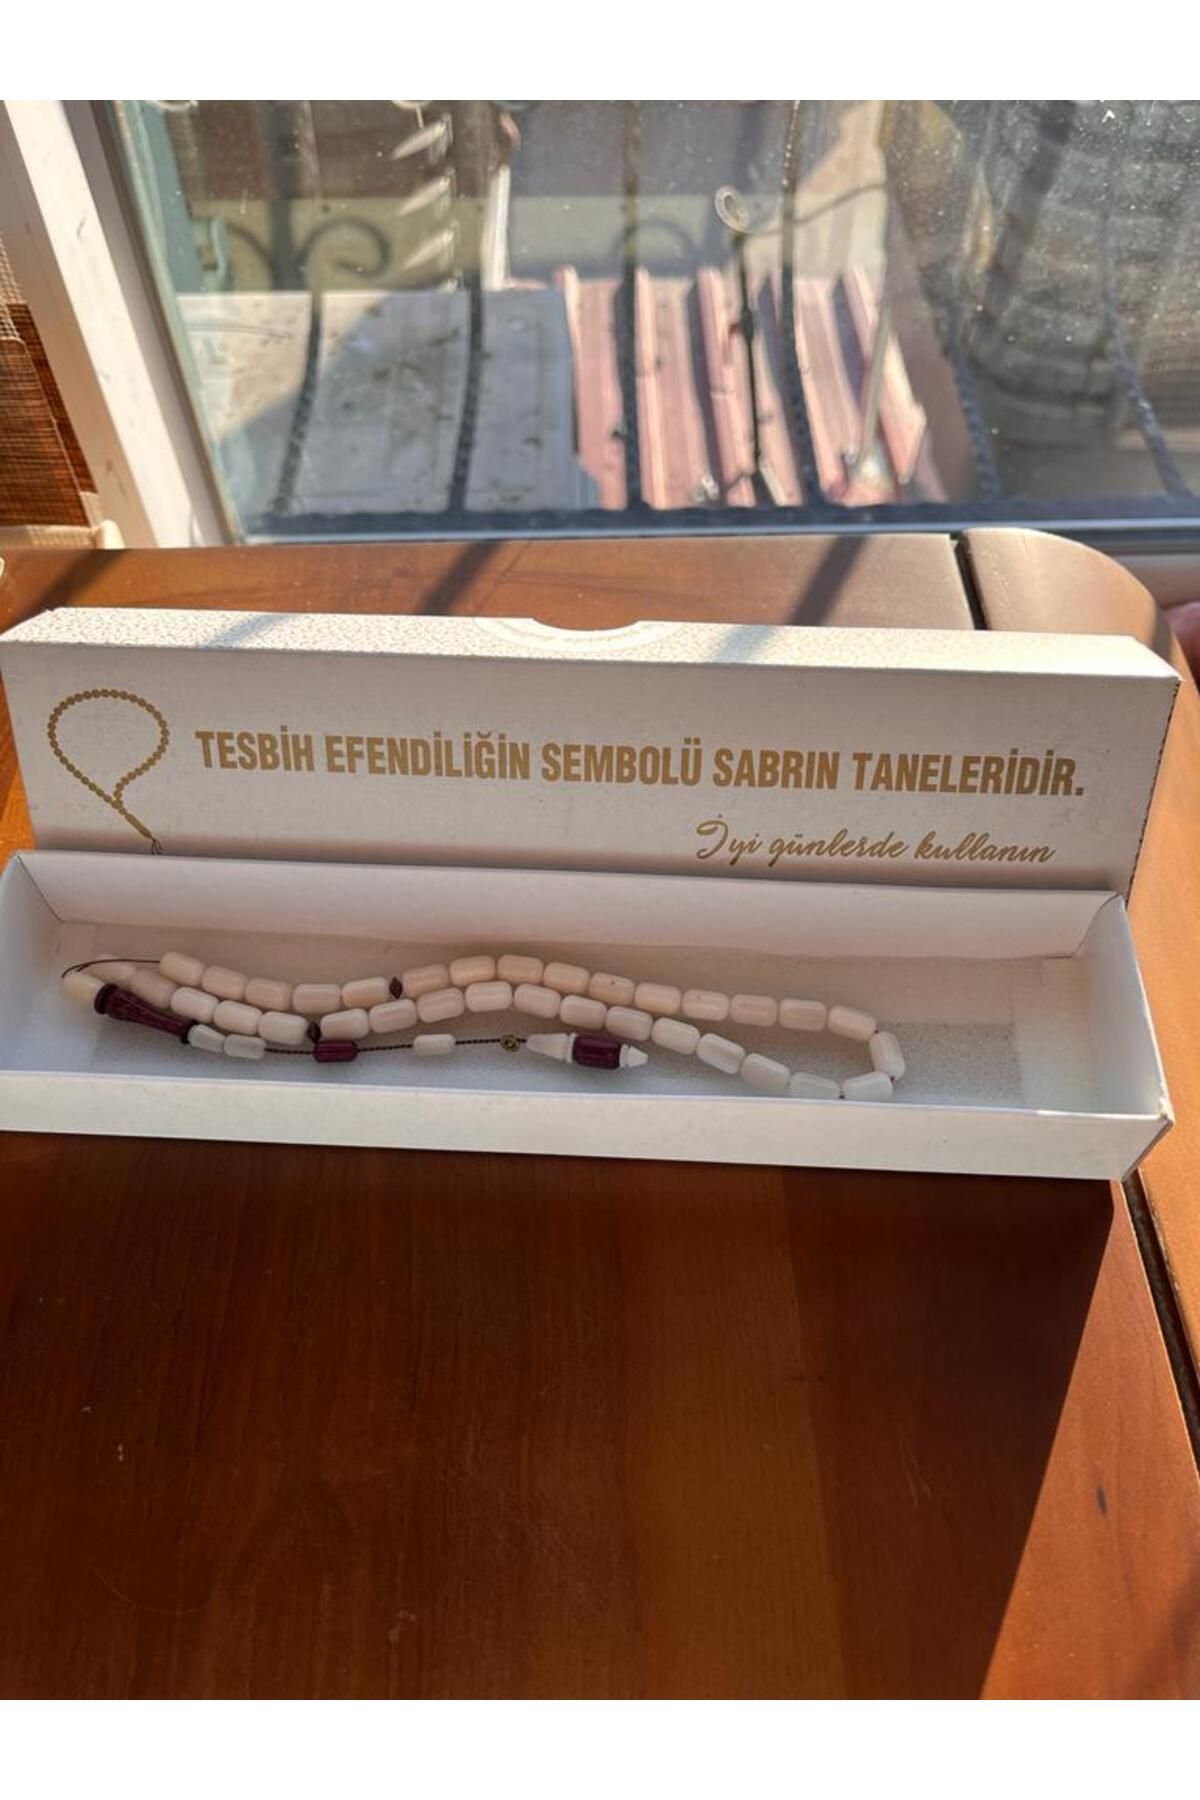 TESBİH EFENDİLİĞİN SEMBOLÜ SABRIN TANELERİDİR.
İyi günlerde kullanın